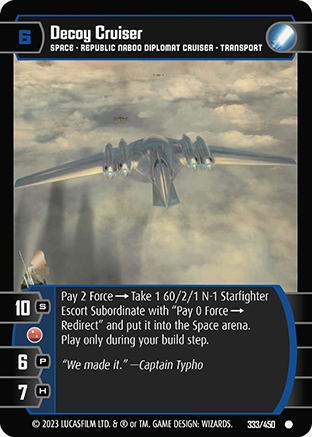 6
Decoy Cruiser
SPACE - REPUBLIC NABOO DIPLOMAT CRUISER - TRANSPORT
10 S
6 P
7 H
Pay 2 Force → Take 1 60/2/1 N-1 Starfighter
Escort Subordinate with “Pay 0 Force →
Redirect” and put it into the Space arena.
Play only during your build step.
“We made it.” —Captain Typho
© 2023 LUCASFILM LTD. & ® or TM. GAME DESIGN: WIZARDS.
333/450